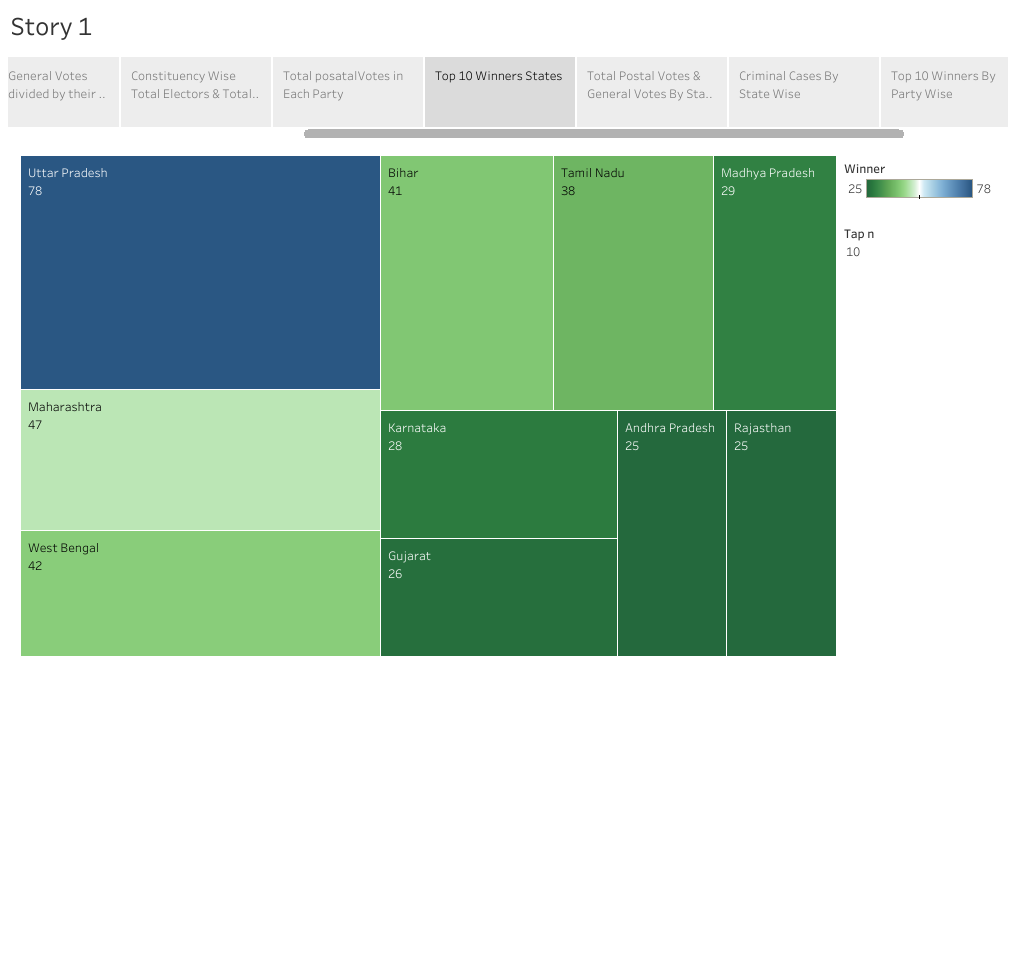 Story 1
General Votes
divided by their ..
Constituency Wise
Total Electors & Total..
Total posatalVotes in
Each Party
Top 10 Winners States
Total Postal Votes &
General Votes By Sta..
Criminal Cases By
State Wise
Top 10 Winners By
Party Wise
Uttar Pradesh
78
Maharashtra
47
West Bengal
42
Bihar
41
Tamil Nadu
38
Madhya Pradesh
29
Karnataka
28
Gujarat
26
Andhra Pradesh
25
Rajasthan
25
Winner
25 78
Tap n
10